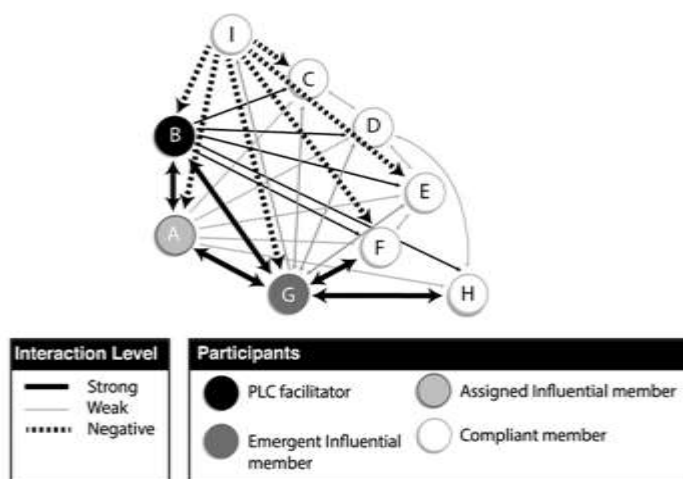 I
C
D
B
E
A
F
G
H
Interaction Level
Strong
Weak
Negative
Participants
PLC facilitator
Assigned Influential member
Emergent Influential
member
Compliant member